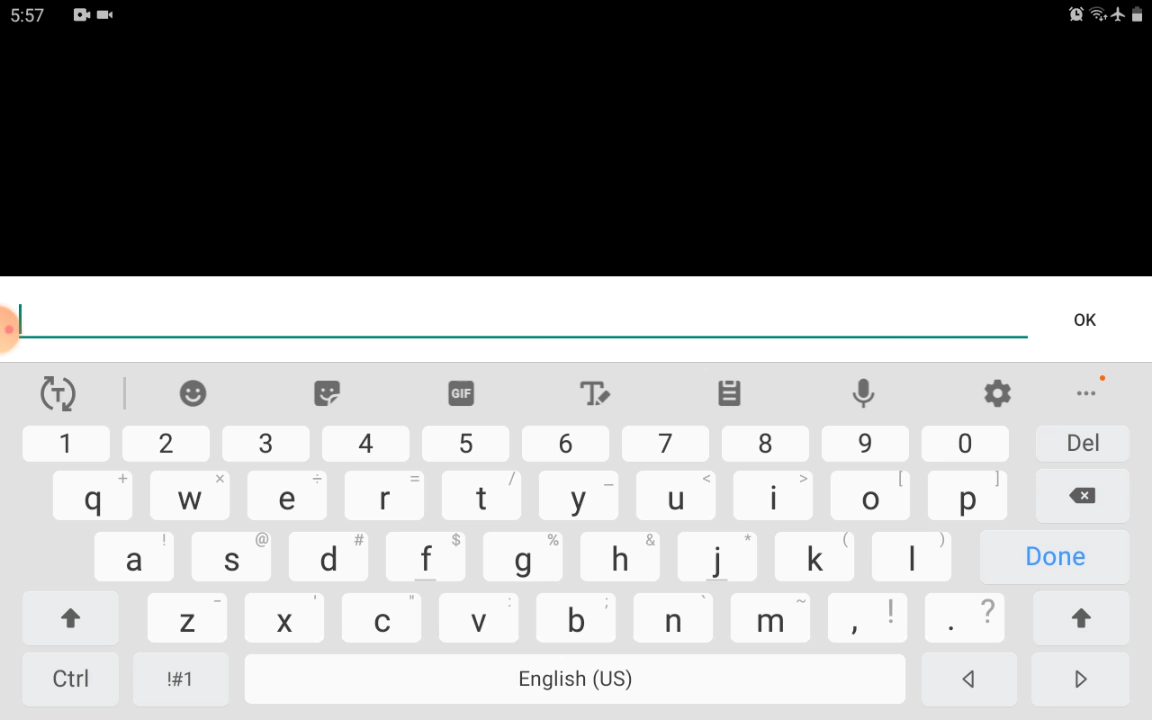 5:57
OK
GIF
1 2 3 4 5 6 7 8 9 0 Del
q + w × e ÷ r = t / y _ u < i > o [ p ]
a ! s @ d # f $ g % h & j * k ( l ) Done
z - x ' c " v : b ; n ` m ~ , ! . ?
Ctrl !#1 English (US)